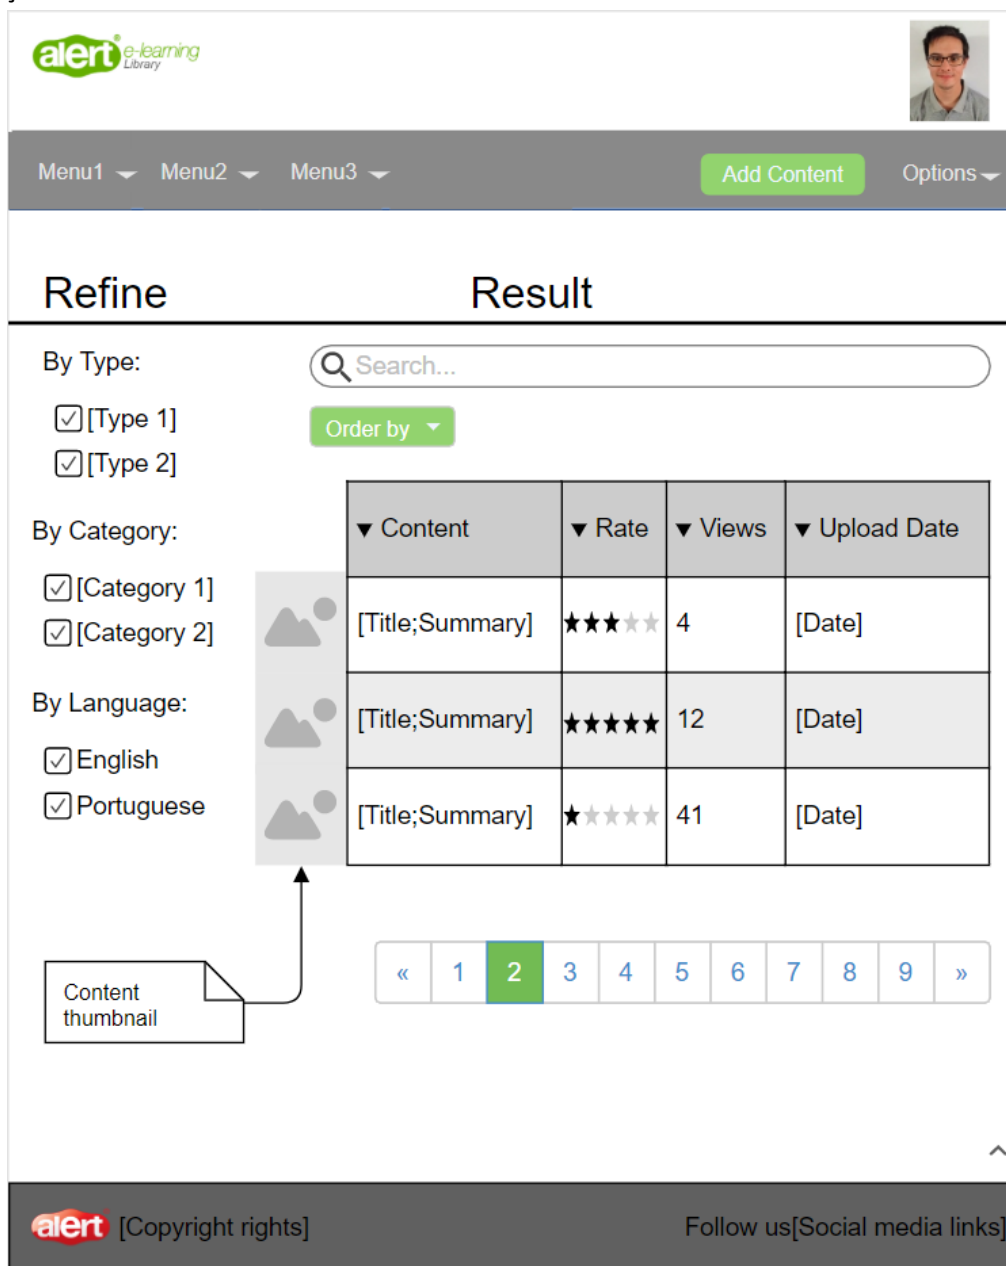 alert e-learning
Library
Menu1 Menu2 Menu3 Add Content Options
Refine Result
By Type:
[Type 1]
[Type 2]
By Category:
[Category 1]
[Category 2]
By Language:
English
Portuguese
Search...
Order by
▼ Content ▼ Rate ▼ Views ▼ Upload Date
[Title;Summary] ★★★★★ 4 [Date]
[Title;Summary] ★★★★★ 12 [Date]
[Title;Summary] ★★★★★ 41 [Date]
Content
thumbnail
« 1 2 3 4 5 6 7 8 9 »
alert [Copyright rights] Follow us[Social media links]